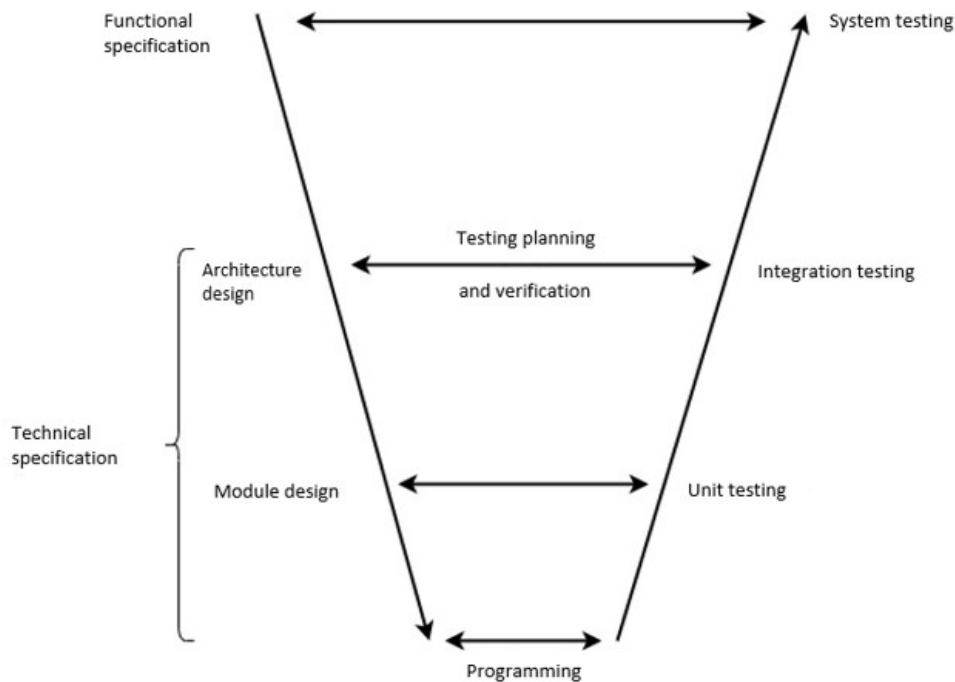 Functional
specification
System testing
Testing planning
Architecture
design
and verification
Integration testing
Technical
specification
Module design
Unit testing
Programming